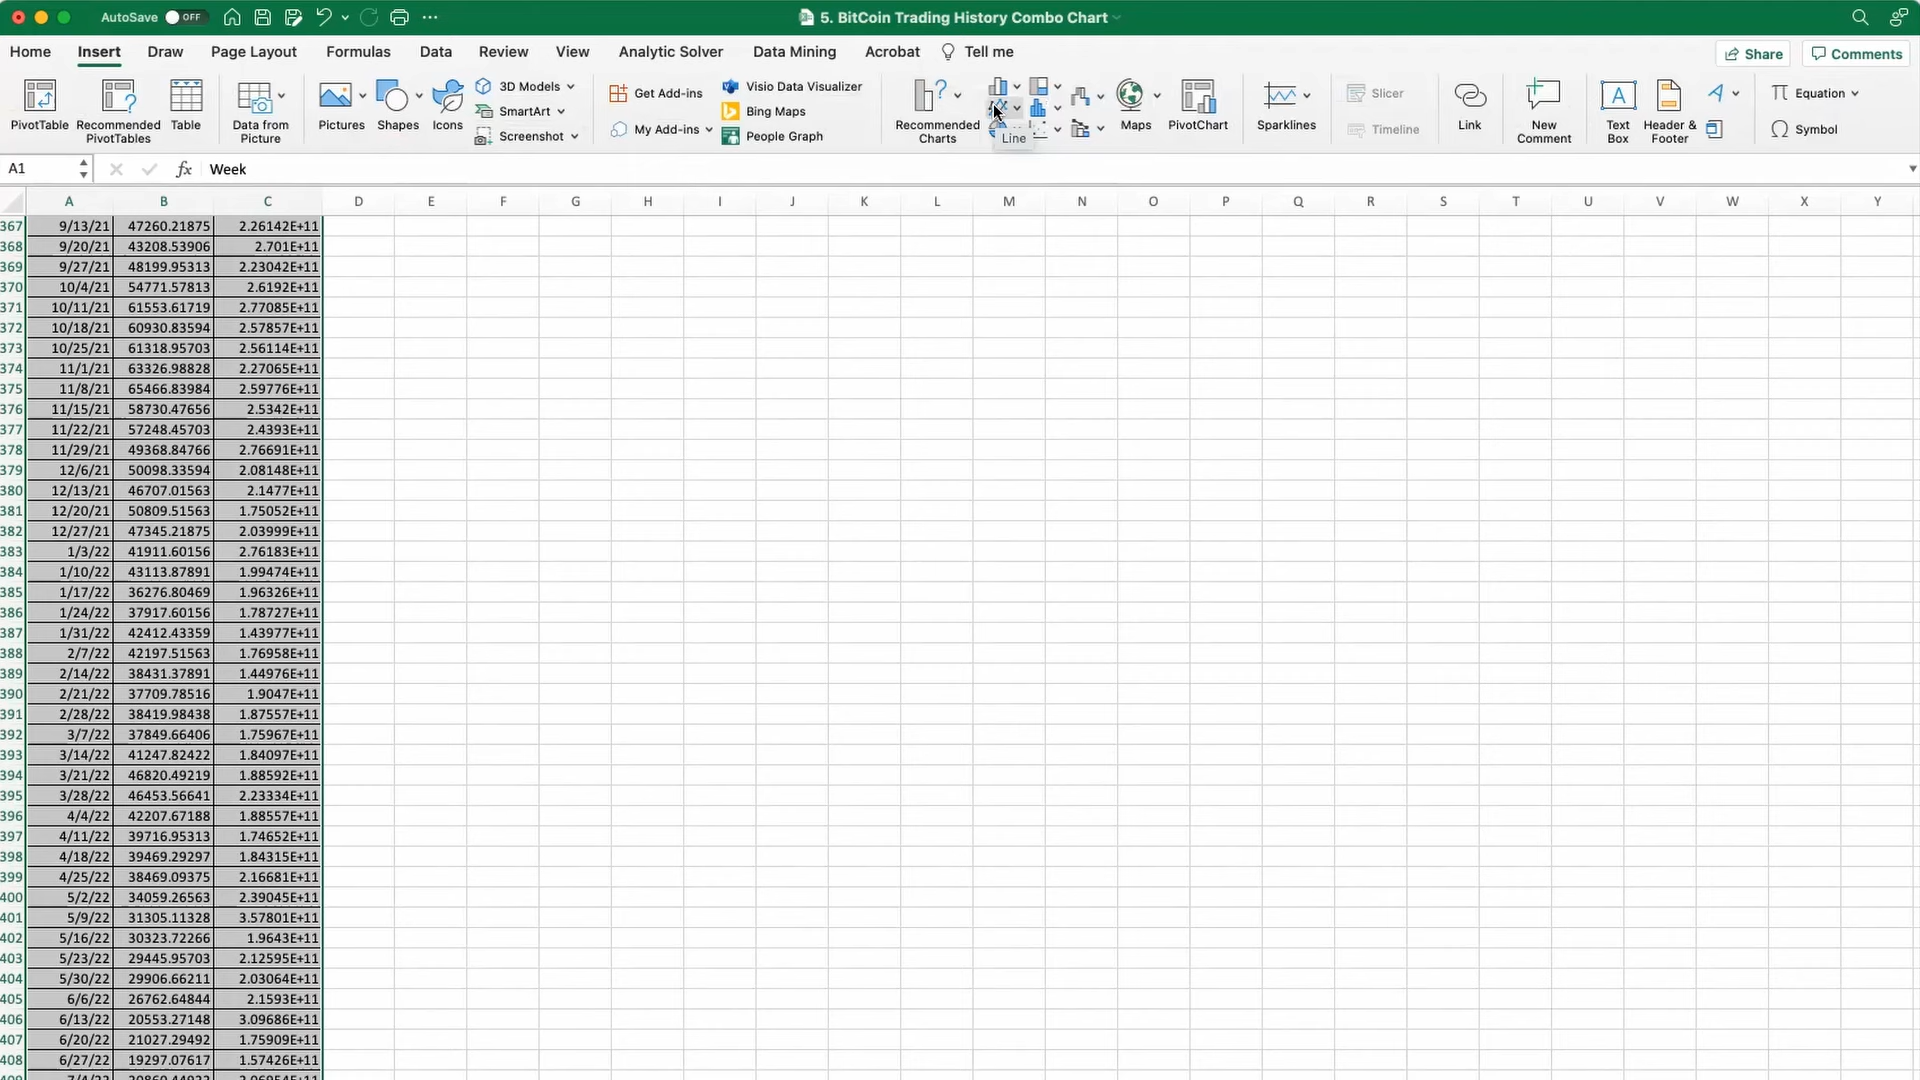 AutoSave OFF 5. BitCoin Trading History Combo Chart
Home Insert Draw Page Layout Formulas Data Review View Analytic Solver Data Mining Acrobat Tell me Share Comments
PivotTable Recommended PivotTables Table Data from Picture Pictures Shapes Icons 3D Models SmartArt Screenshot Get Add-ins My Add-ins Visio Data Visualizer Bing Maps People Graph Recommended Charts Line Maps PivotChart Sparklines Slicer Timeline Link New Comment Text Box Header & Footer Equation Symbol
A1 fx Week
A B C D E F G H I J K L M N O P Q R S T U V W X Y
367 9/13/21 47260.21875 2.26142E+11
368 9/20/21 43208.53906 2.701E+11
369 9/27/21 48199.95313 2.23042E+11
370 10/4/21 54771.57813 2.6192E+11
371 10/11/21 61553.61719 2.77085E+11
372 10/18/21 60930.83594 2.57857E+11
373 10/25/21 61318.95703 2.56114E+11
374 11/1/21 63326.98828 2.27065E+11
375 11/8/21 65466.83984 2.59776E+11
376 11/15/21 58730.47656 2.5342E+11
377 11/22/21 57248.45703 2.4393E+11
378 11/29/21 49368.84766 2.76691E+11
379 12/6/21 50098.33594 2.08148E+11
380 12/13/21 46707.01563 2.1477E+11
381 12/20/21 50809.51563 1.75052E+11
382 12/27/21 47345.21875 2.03999E+11
383 1/3/22 41911.60156 2.76183E+11
384 1/10/22 43113.87891 1.99474E+11
385 1/17/22 36276.80469 1.96326E+11
386 1/24/22 37917.60156 1.78727E+11
387 1/31/22 42412.43359 1.43977E+11
388 2/7/22 42197.51563 1.76958E+11
389 2/14/22 38431.37891 1.44976E+11
390 2/21/22 37709.78516 1.9047E+11
391 2/28/22 38419.98438 1.87557E+11
392 3/7/22 37849.66406 1.75967E+11
393 3/14/22 41247.82422 1.84097E+11
394 3/21/22 46820.49219 1.88592E+11
395 3/28/22 46453.56641 2.23334E+11
396 4/4/22 42207.67188 1.88557E+11
397 4/11/22 39716.95313 1.74652E+11
398 4/18/22 39469.29297 1.84315E+11
399 4/25/22 38469.09375 2.16681E+11
400 5/2/22 34059.26563 2.39045E+11
401 5/9/22 31305.11328 3.57801E+11
402 5/16/22 30323.72266 1.9643E+11
403 5/23/22 29445.95703 2.12595E+11
404 5/30/22 29906.66211 2.03064E+11
405 6/6/22 26762.64844 2.1593E+11
406 6/13/22 20553.27148 3.09686E+11
407 6/20/22 21027.29492 1.75909E+11
408 6/27/22 19297.07617 1.57426E+11